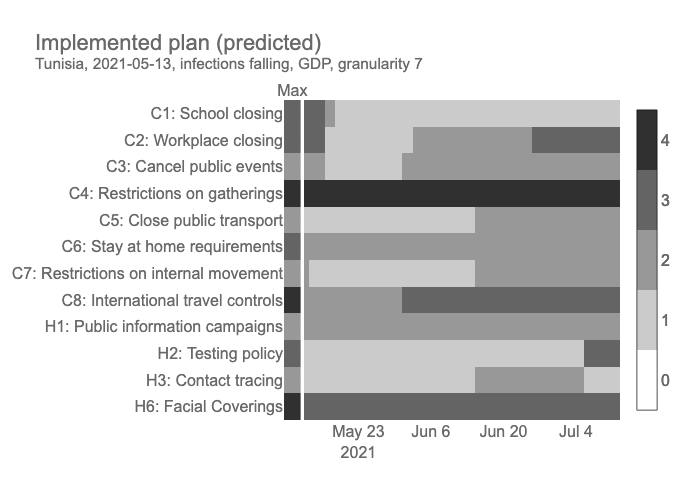 Implemented plan (predicted)
Tunisia, 2021-05-13, infections falling, GDP, granularity 7
Max
C1: School closing
C2: Workplace closing
C3: Cancel public events
C4: Restrictions on gatherings
C5: Close public transport
C6: Stay at home requirements
C7: Restrictions on internal movement
C8: International travel controls
H1: Public information campaigns
H2: Testing policy
H3: Contact tracing
H6: Facial Coverings
May 23 Jun 6 Jun 20 Jul 4
2021
4
3
2
1
0